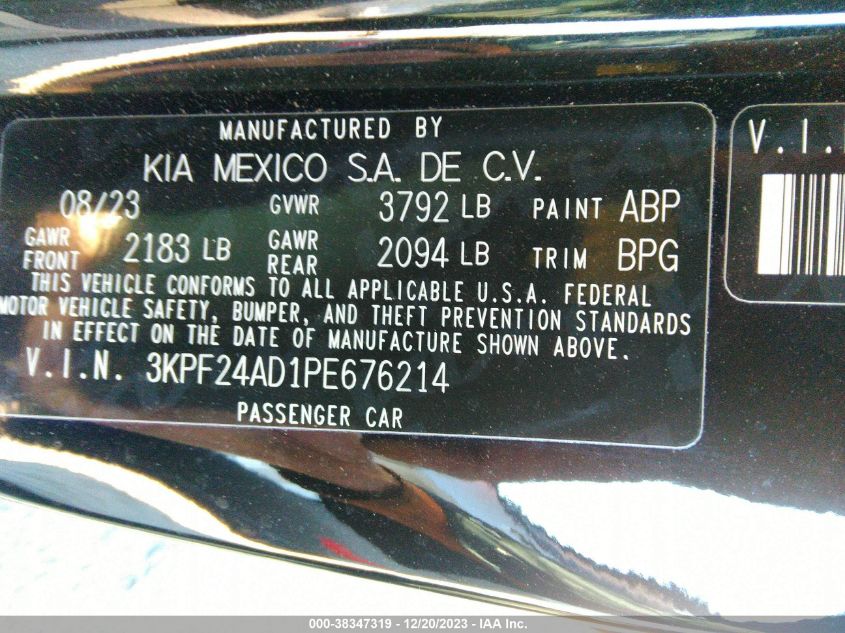 MANUFACTURED BY
KIA MEXICO S.A. DE C.V.
08/23 GVWR 3792 LB PAINT ABP
GAWR FRONT 2183 LB GAWR REAR 2094 LB TRIM BPG
THIS VEHICLE CONFORMS TO ALL APPLICABLE U.S.A. FEDERAL
MOTOR VEHICLE SAFETY, BUMPER, AND THEFT PREVENTION STANDARDS
IN EFFECT ON THE DATE OF MANUFACTURE SHOWN ABOVE.
V.I.N. 3KPF24AD1PE676214
PASSENGER CAR
V.I.
000-38347319 - 12/20/2023 - IAA Inc.